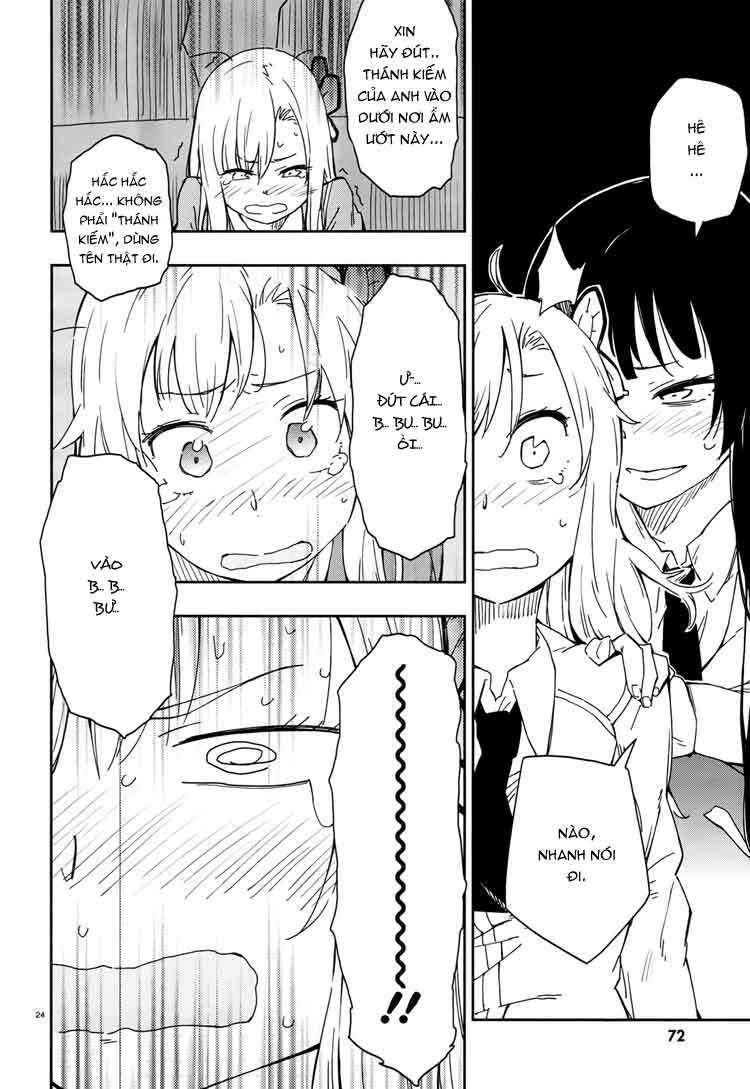 HÊ
HÊ
...
NÀO,
NHANH NÓI
ĐI.
XIN
HÃY ĐÚT..
THÁNH KIẾM
CỦA ANH VÀO
DƯỚI NƠI ẨM
ƯỚT NÀY...
HẮC HẮC
HẮC... KHÔNG
PHẢI "THÁNH
KIẾM", DÙNG
TÊN THẬT ĐI.
Ư-...
ĐÚT CÁI...
B.. BU.. BU..
ỒI...
VÀO
B... B...
BƯ...
!!
24
72